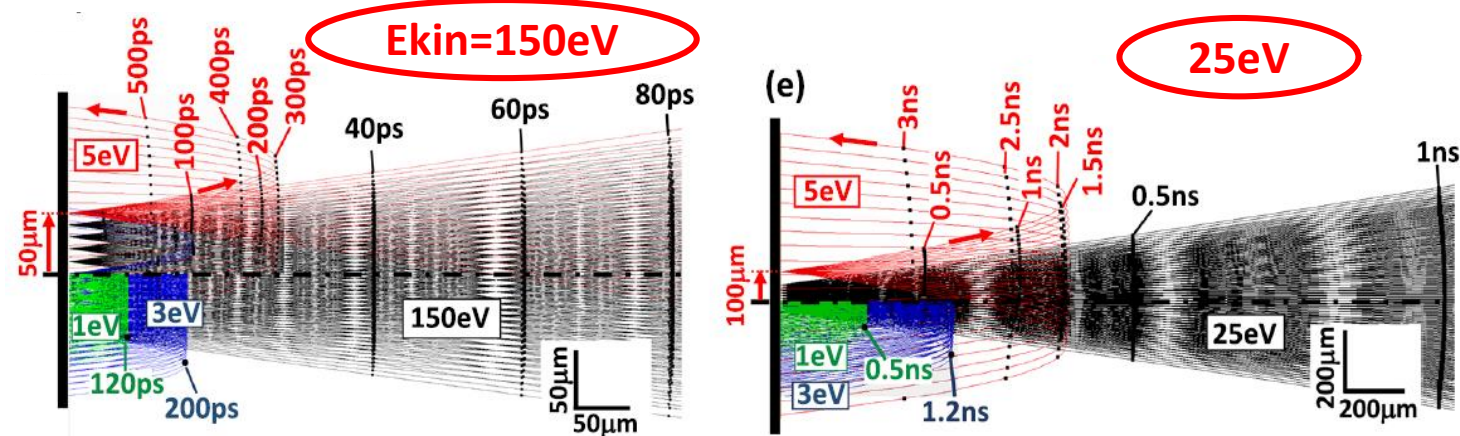 Ekin=150eV
500ps
400ps
100ps
200ps
300ps
40ps
60ps
80ps
5eV
50μm
1eV
3eV
150eV
120ps
200ps
50μm
50μm
25eV
(e)
3ns
0.5ns
2.5ns
1ns
2ns
1.5ns
0.5ns
1ns
5eV
100μm
1eV
3eV
0.5ns
1.2ns
25eV
200μm
200μm